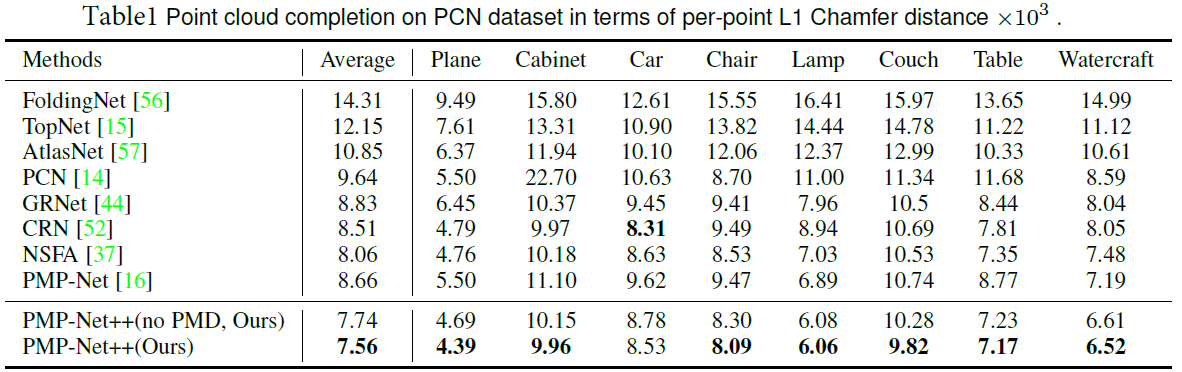 Table1 Point cloud completion on PCN dataset in terms of per-point L1 Chamfer distance ×10³ .
Methods Average Plane Cabinet Car Chair Lamp Couch Table Watercraft
FoldingNet [56] 14.31 9.49 15.80 12.61 15.55 16.41 15.97 13.65 14.99
TopNet [15] 12.15 7.61 13.31 10.90 13.82 14.44 14.78 11.22 11.12
AtlasNet [57] 10.85 6.37 11.94 10.10 12.06 12.37 12.99 10.33 10.61
PCN [14] 9.64 5.50 22.70 10.63 8.70 11.00 11.34 11.68 8.59
GRNet [44] 8.83 6.45 10.37 9.45 9.41 7.96 10.5 8.44 8.04
CRN [52] 8.51 4.79 9.97 8.31 9.49 8.94 10.69 7.81 8.05
NSFA [37] 8.06 4.76 10.18 8.63 8.53 7.03 10.53 7.35 7.48
PMP-Net [16] 8.66 5.50 11.10 9.62 9.47 6.89 10.74 8.77 7.19
PMP-Net++(no PMD, Ours) 7.74 4.69 10.15 8.78 8.30 6.08 10.28 7.23 6.61
PMP-Net++(Ours) 7.56 4.39 9.96 8.53 8.09 6.06 9.82 7.17 6.52